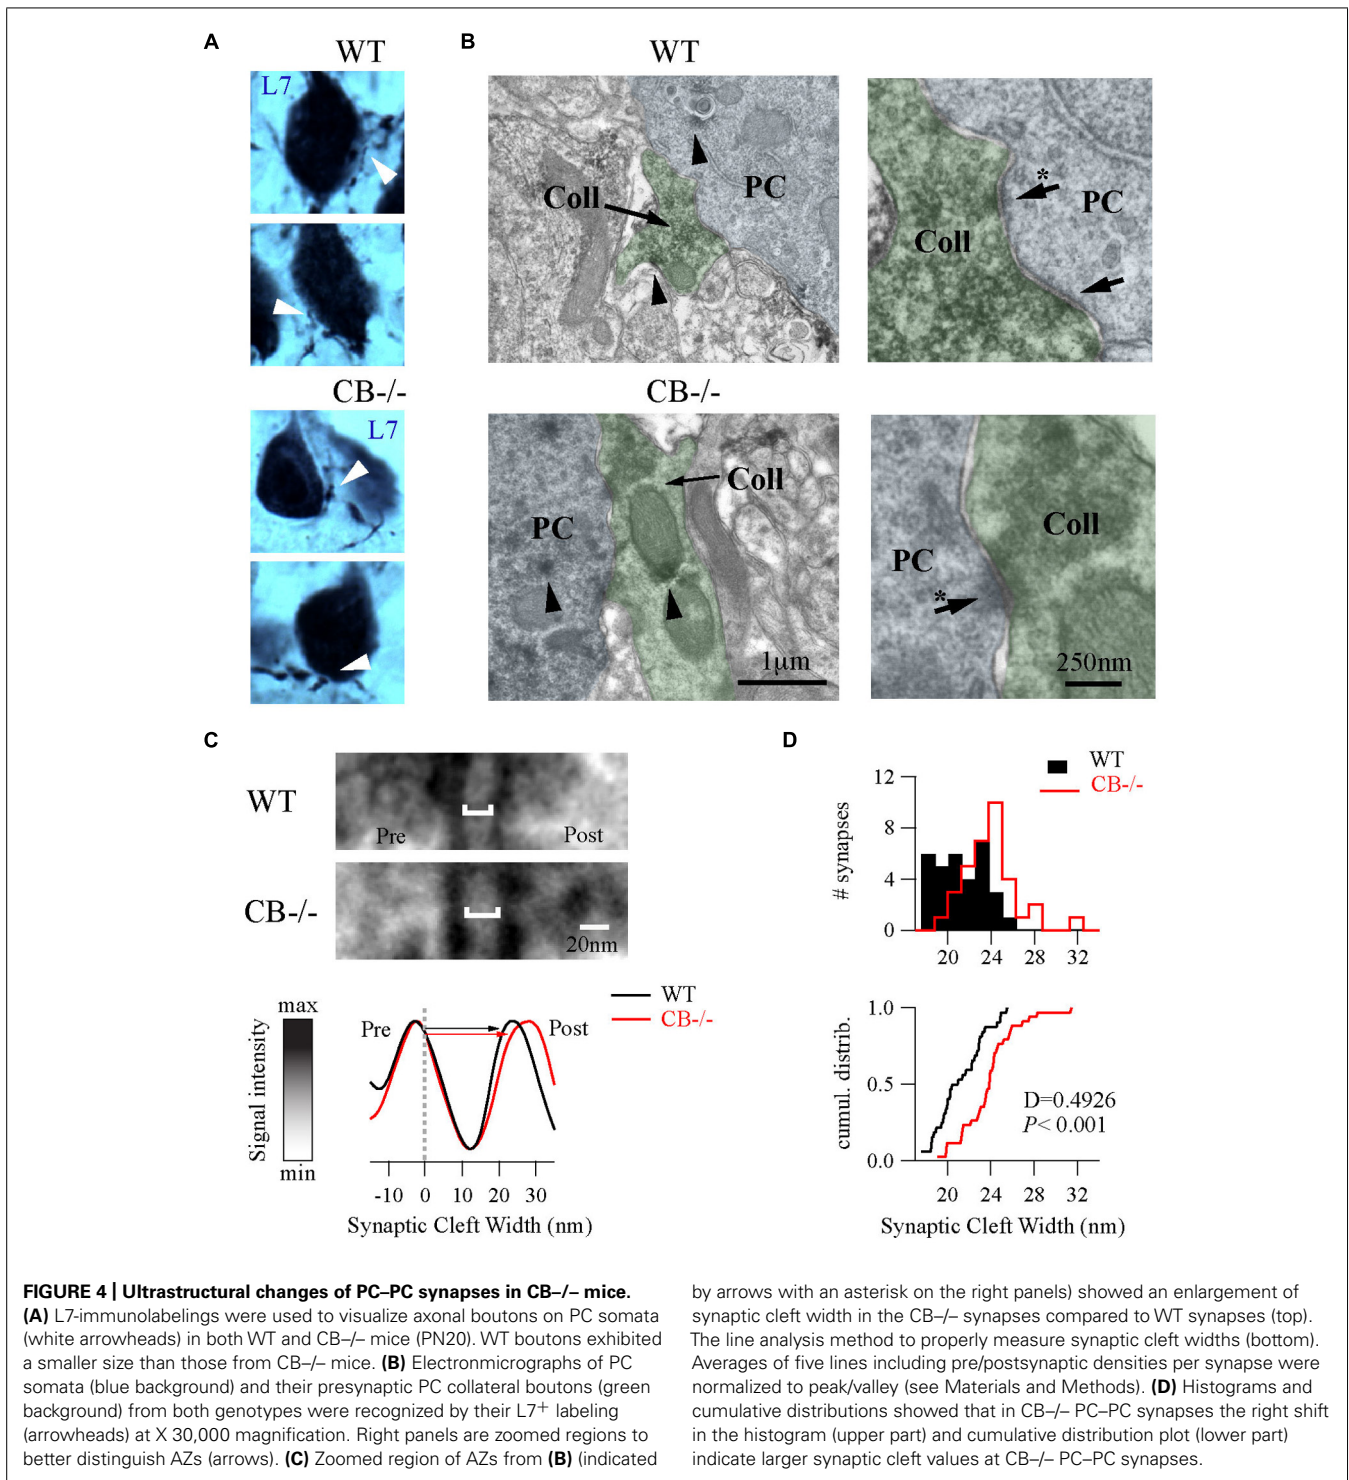 A
WT
L7
CB-/-
L7
B
WT
Coll
PC
*
PC
Coll
CB-/-
Coll
PC
1μm
Coll
PC
*
250nm
C
WT
Pre
Post
CB-/-
20nm
max
Signal intensity
min
WT
CB-/-
Pre
Post
-10 0 10 20 30
Synaptic Cleft Width (nm)
D
WT
CB-/-
# synapses
12
8
4
0
20 24 28 32
cumul. distrib.
1.0
0.5
0.0
D=0.4926
P< 0.001
20 24 28 32
Synaptic Cleft Width (nm)
FIGURE 4 | Ultrastructural changes of PC–PC synapses in CB–/– mice.
(A) L7-immunolabelings were used to visualize axonal boutons on PC somata
(white arrowheads) in both WT and CB–/– mice (PN20). WT boutons exhibited
a smaller size than those from CB–/– mice. (B) Electronmicrographs of PC
somata (blue background) and their presynaptic PC collateral boutons (green
background) from both genotypes were recognized by their L7+ labeling
(arrowheads) at X 30,000 magnification. Right panels are zoomed regions to
better distinguish AZs (arrows). (C) Zoomed region of AZs from (B) (indicated
by arrows with an asterisk on the right panels) showed an enlargement of
synaptic cleft width in the CB–/– synapses compared to WT synapses (top).
The line analysis method to properly measure synaptic cleft widths (bottom).
Averages of five lines including pre/postsynaptic densities per synapse were
normalized to peak/valley (see Materials and Methods). (D) Histograms and
cumulative distributions showed that in CB–/– PC–PC synapses the right shift
in the histogram (upper part) and cumulative distribution plot (lower part)
indicate larger synaptic cleft values at CB–/– PC–PC synapses.